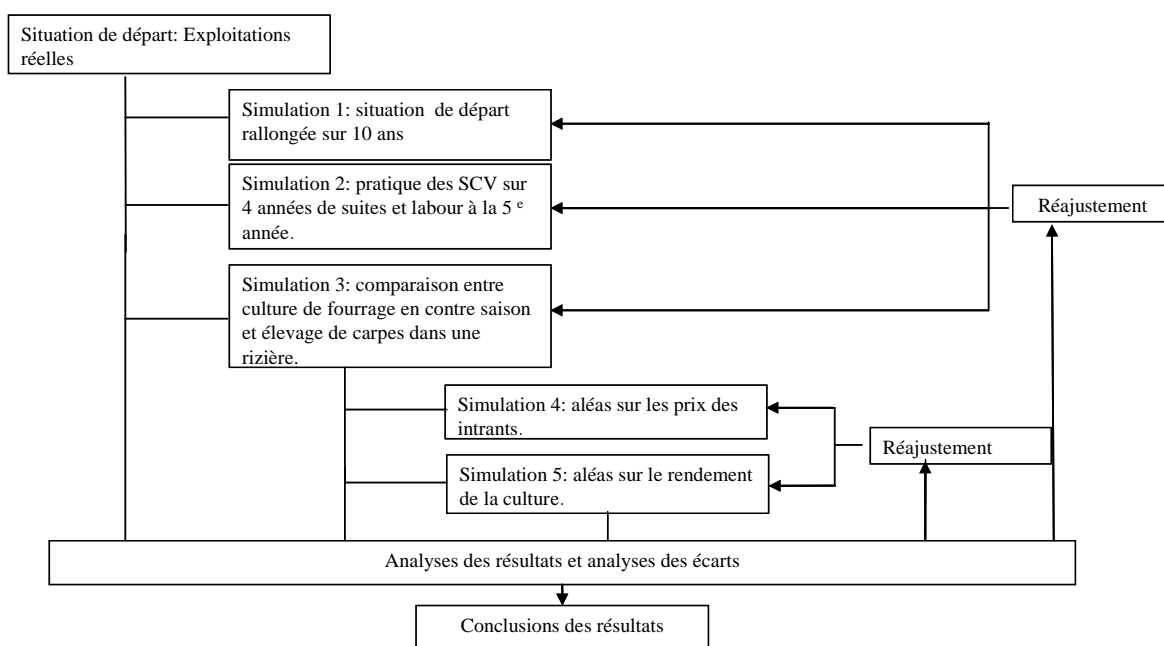 Situation de départ: Exploitations
réelles
Simulation 1: situation de départ
rallongée sur 10 ans
Simulation 2: pratique des SCV sur
4 années de suites et labour à la 5 e
année.
Réajustement
Simulation 3: comparaison entre
culture de fourrage en contre saison
et élevage de carpes dans une
rizière.
Simulation 4: aléas sur les prix des
intrants.
Réajustement
Simulation 5: aléas sur le rendement
de la culture.
Analyses des résultats et analyses des écarts
Conclusions des résultats